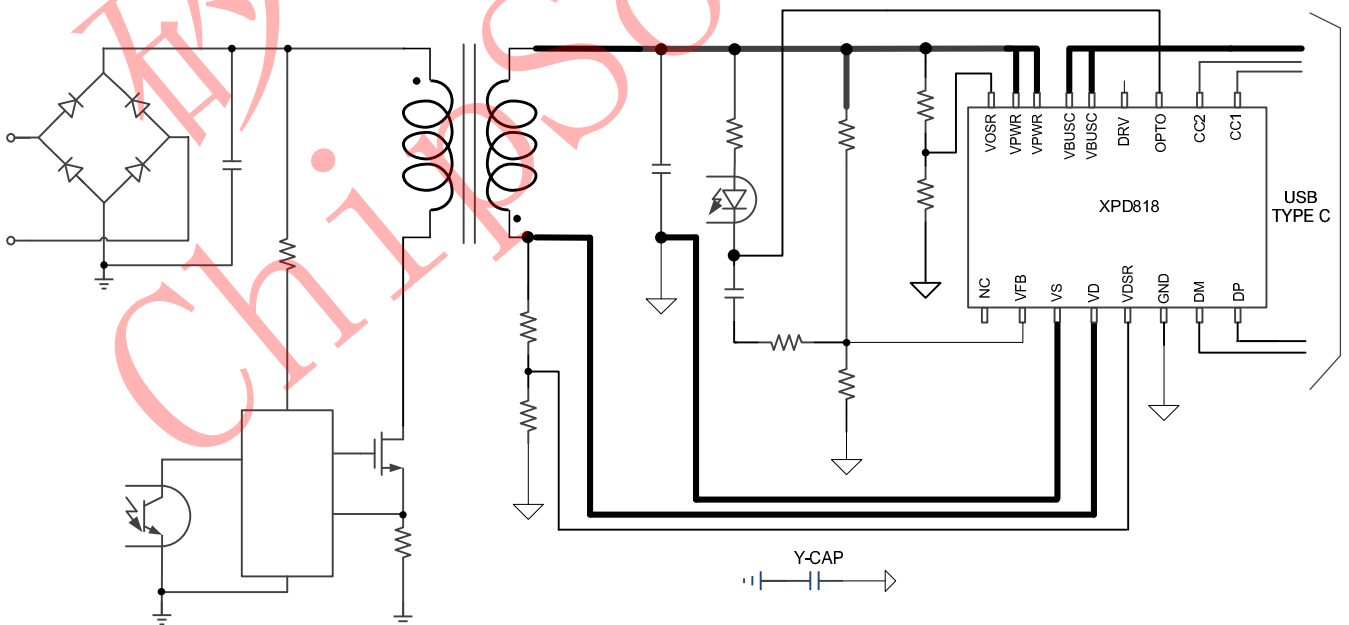 ChipSo
VOSR
VPWR
VPWR
VBUSC
VBUSC
DRV
OPTO
CC2
CC1
XPD818
USB
TYPE C
NC
VFB
VS
VD
VDSR
GND
DM
DP
Y-CAP